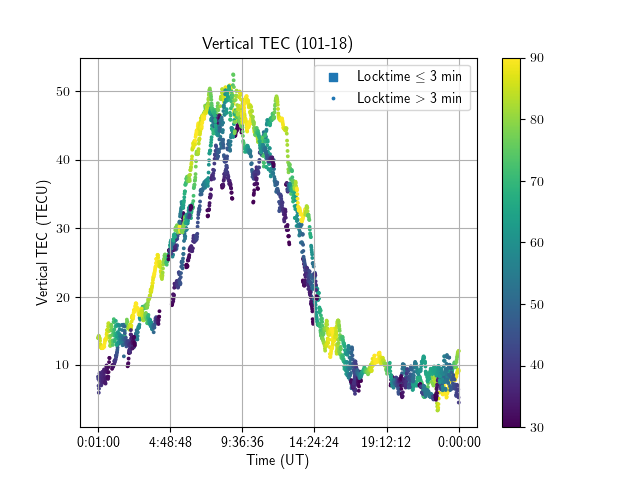 Vertical TEC (101-18)
Locktime ≤ 3 min
Locktime > 3 min
Vertical TEC (TECU)
50
40
30
20
10
0:01:00 4:48:48 9:36:36 14:24:24 19:12:12 0:00:00
Time (UT)
90
80
70
60
50
40
30